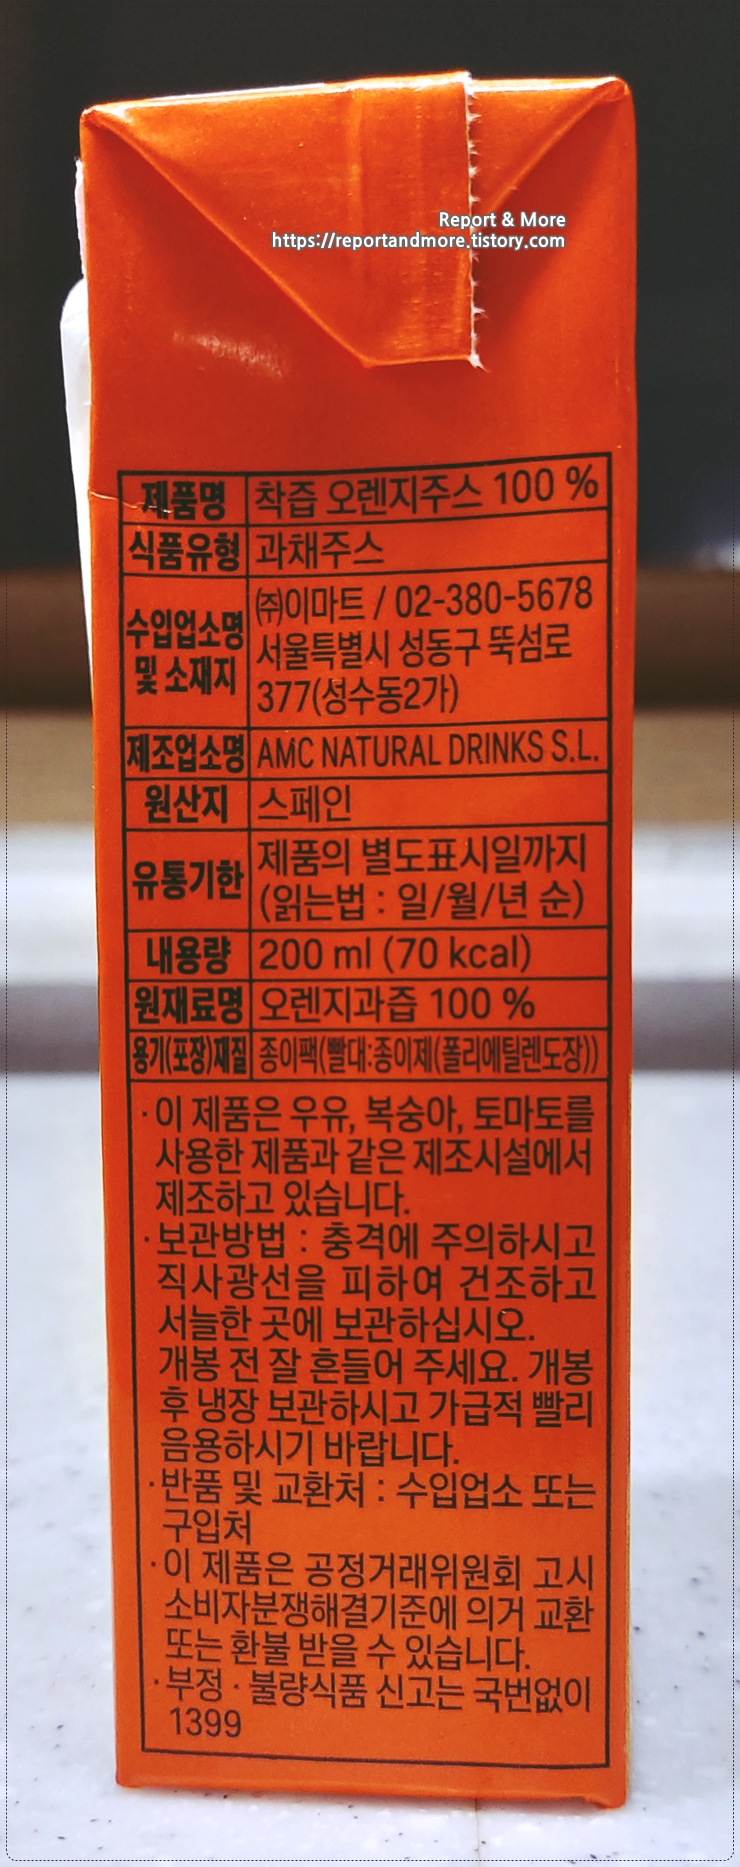 Report & More
https://reportandmore.tistory.com
제품명 착즙 오렌지주스 100 %
식품유형 과채주스
수입업소명 및 소재지 ㈜이마트 / 02-380-5678
서울특별시 성동구 뚝섬로
377(성수동2가)
제조업소명 AMC NATURAL DRINKS S.L.
원산지 스페인
유통기한 제품의 별도표시일까지
(읽는법 : 일/월/년 순)
내용량 200 ml (70 kcal)
원재료명 오렌지과즙 100 %
용기(포장)재질 종이팩(빨대:종이제(폴리에틸렌도장))
· 이 제품은 우유, 복숭아, 토마토를
사용한 제품과 같은 제조시설에서
제조하고 있습니다.
· 보관방법 : 충격에 주의하시고
직사광선을 피하여 건조하고
서늘한 곳에 보관하십시오.
개봉 전 잘 흔들어 주세요. 개봉
후 냉장 보관하시고 가급적 빨리
음용하시기 바랍니다.
· 반품 및 교환처 : 수입업소 또는
구입처
· 이 제품은 공정거래위원회 고시
소비자분쟁해결기준에 의거 교환
또는 환불 받을 수 있습니다.
· 부정 · 불량식품 신고는 국번없이
1399